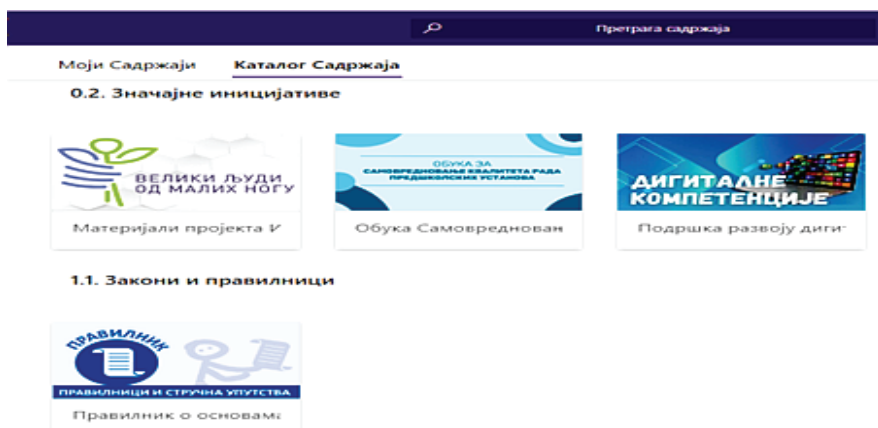 Претрага садржаја
Моји Садржаји Каталог Садржаја
0.2. Значајне иницијативе
ВЕЛИКИ ЉУДИ
ОД МАЛИХ НОГУ
Материјали пројекта И
ОБУКА ЗА
САМОВРЕДНОВАЊЕ КВАЛИТЕТА РАДА
ПРЕДШКОЛСКИХ УСТАНОВА
Обука Самовреднован
ДИГИТАЛНЕ
КОМПЕТЕНЦИЈЕ
Подршка развоју диги
1.1. Закони и правилници
ПРАВИЛНИК
ПРАВИЛНИЦИ И СТРУЧНА УПУТСТВА
Правилник о основама